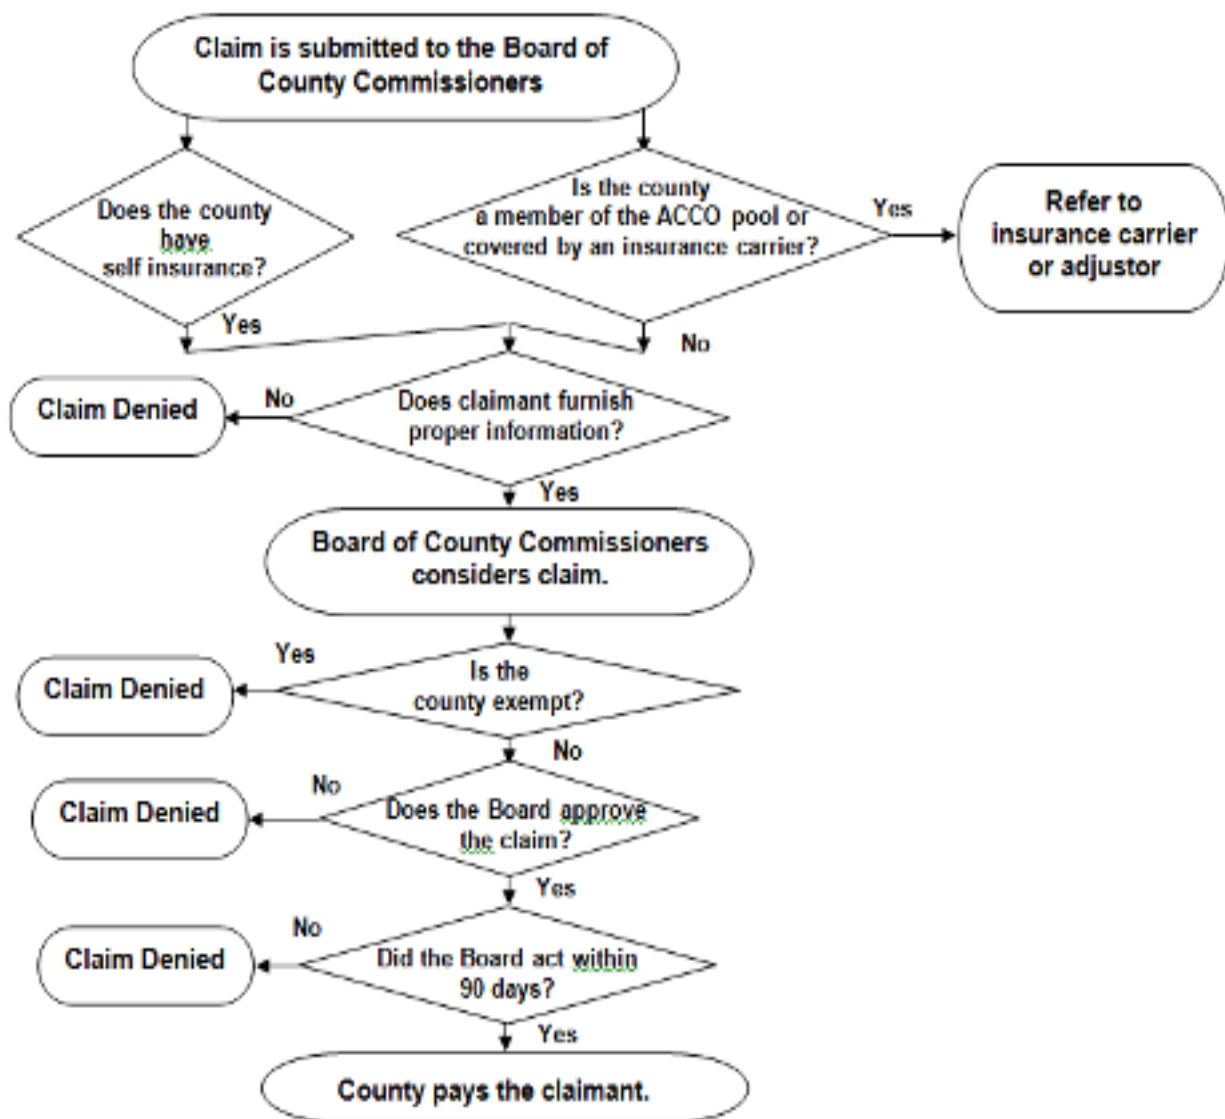 Claim is submitted to the Board of
County Commissioners
Does the county
have
self insurance?
Is the county
a member of the ACCO pool or
covered by an insurance carrier?
Yes
Refer to
insurance carrier
or adjustor
Yes
No
Claim Denied
No
Does claimant furnish
proper information?
Yes
Board of County Commissioners
considers claim.
Yes
Claim Denied
Is the
county exempt?
No
No
Claim Denied
Does the Board approve
the claim?
Yes
No
Claim Denied
Did the Board act within
90 days?
Yes
County pays the claimant.